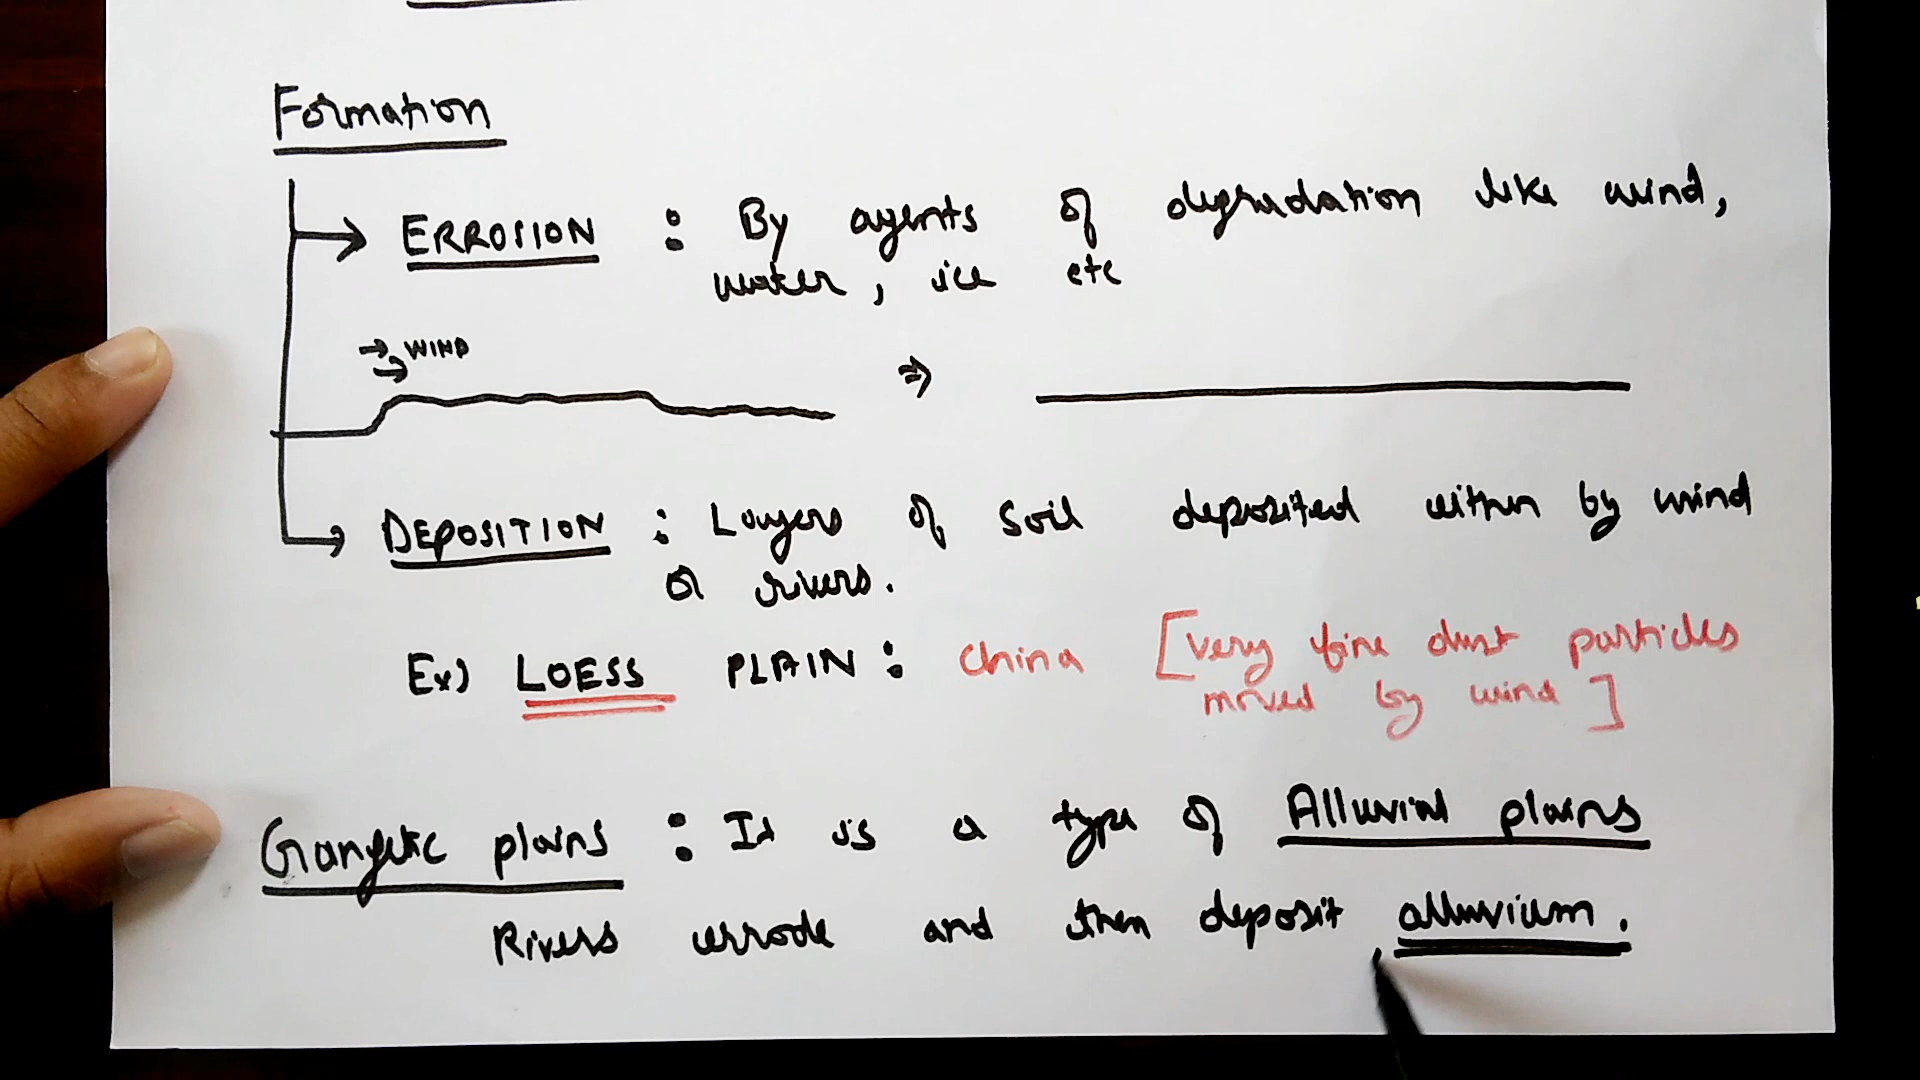 Formation
ERROSION : By agents of degradation like wind,
water, ice etc
WIND
DEPOSITION : Layers of soil deposited either by wind
or rivers.
Ex) LOESS PLAIN : China [very fine dust particles
moved by wind]
Gangetic plains : It is a type of Alluvial plains
Rivers errode and then deposit alluvium.